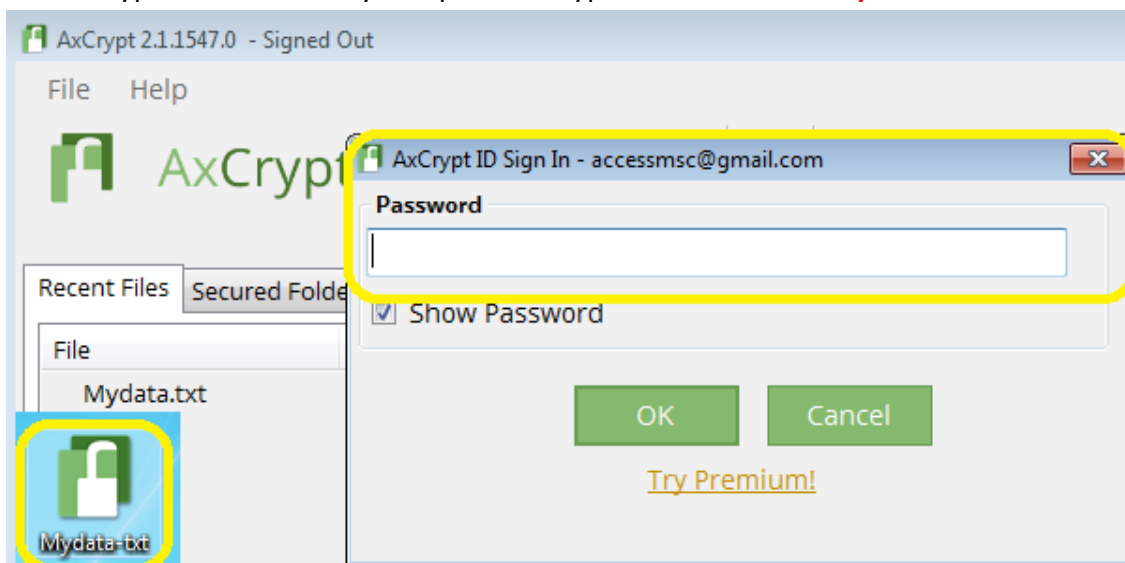 AxCrypt 2.1.1547.0 - Signed Out
File Help
AxCrypt
AxCrypt ID Sign In - accessmsc@gmail.com
Password
Recent Files Secured Folde
Show Password
File
Mydata.txt
OK Cancel
Try Premium!
Mydata-txt